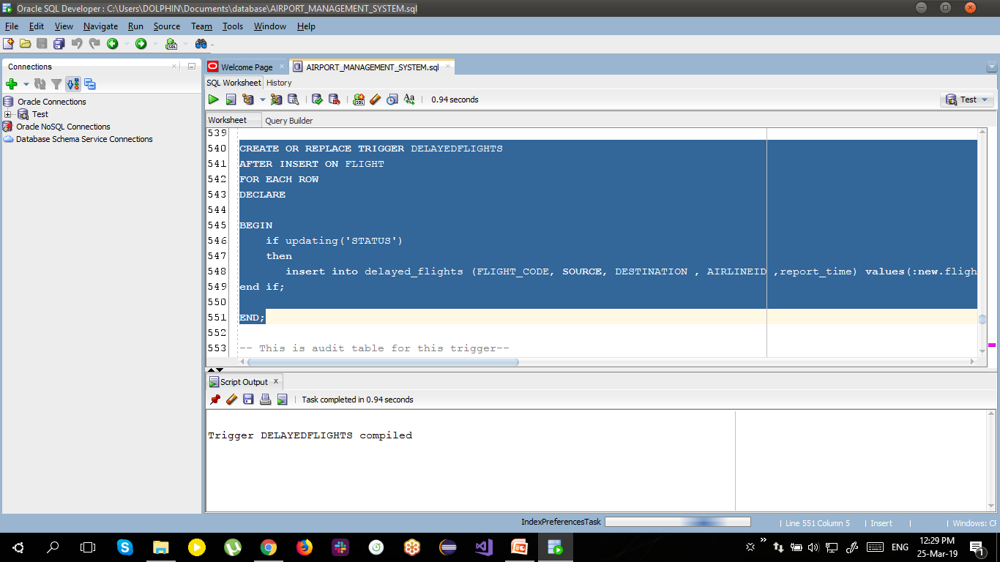 Oracle SQL Developer : C:\Users\DOLPHIN\Documents\database\AIRPORT_MANAGEMENT_SYSTEM.sql
File Edit View Navigate Run Source Team Tools Window Help
Connections
Oracle Connections
Test
Oracle NoSQL Connections
Database Schema Service Connections
Welcome Page
AIRPORT_MANAGEMENT_SYSTEM.sql
SQL Worksheet History
0.94 seconds
Test
Worksheet Query Builder
539
540 CREATE OR REPLACE TRIGGER DELAYEDFLIGHTS
541 AFTER INSERT ON FLIGHT
542 FOR EACH ROW
543 DECLARE
544
545 BEGIN
546 if updating('STATUS')
547 then
548 insert into delayed_flights (FLIGHT_CODE, SOURCE, DESTINATION , AIRLINEID ,report_time) values(:new.fligh
549 end if;
550
551 END;
552
553 -- This is audit table for this trigger--
Script Output
Task completed in 0.94 seconds
Trigger DELAYEDFLIGHTS compiled
IndexPreferencesTask
Line 551 Column 5
Insert
Windows: CF
ENG
12:29 PM
25-Mar-19
1